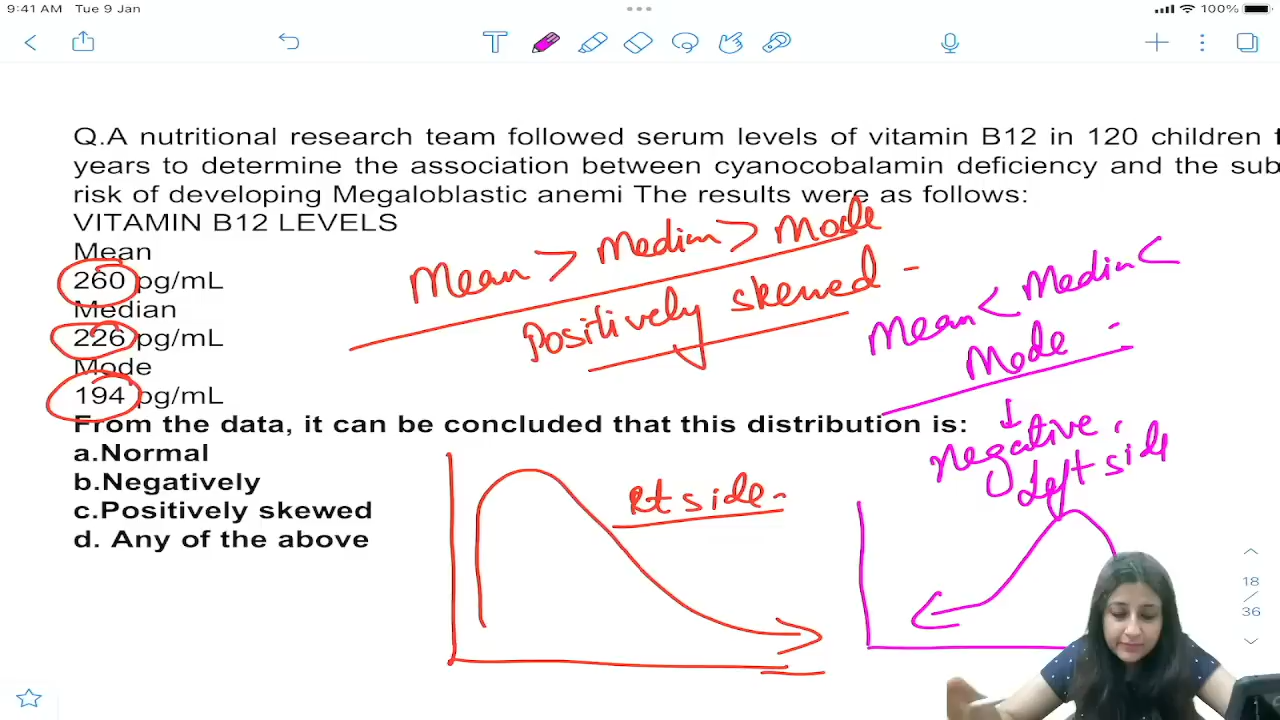 9:41 AM Tue 9 Jan
100%
Q.A nutritional research team followed serum levels of vitamin B12 in 120 children f
years to determine the association between cyanocobalamin deficiency and the sub
risk of developing Megaloblastic anemi The results were as follows:
VITAMIN B12 LEVELS
Mean
260 pg/mL
Median
226 pg/mL
Mode
194 pg/mL
From the data, it can be concluded that this distribution is:
a.Normal
b.Negatively
c.Positively skewed
d. Any of the above
Mean > Median > Mode
Positively skewed
Rt side
Mean < Median <
Mode
negative
Left side
18
/
36